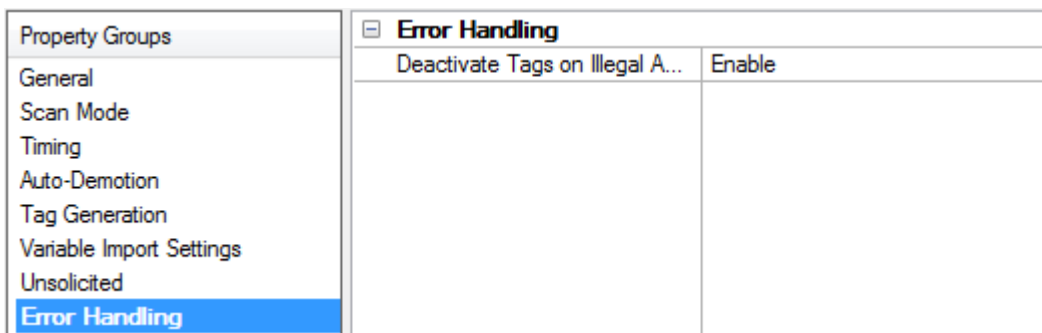 Property Groups
General
Scan Mode
Timing
Auto-Demotion
Tag Generation
Variable Import Settings
Unsolicited
Error Handling
Error Handling
Deactivate Tags on Illegal A... Enable